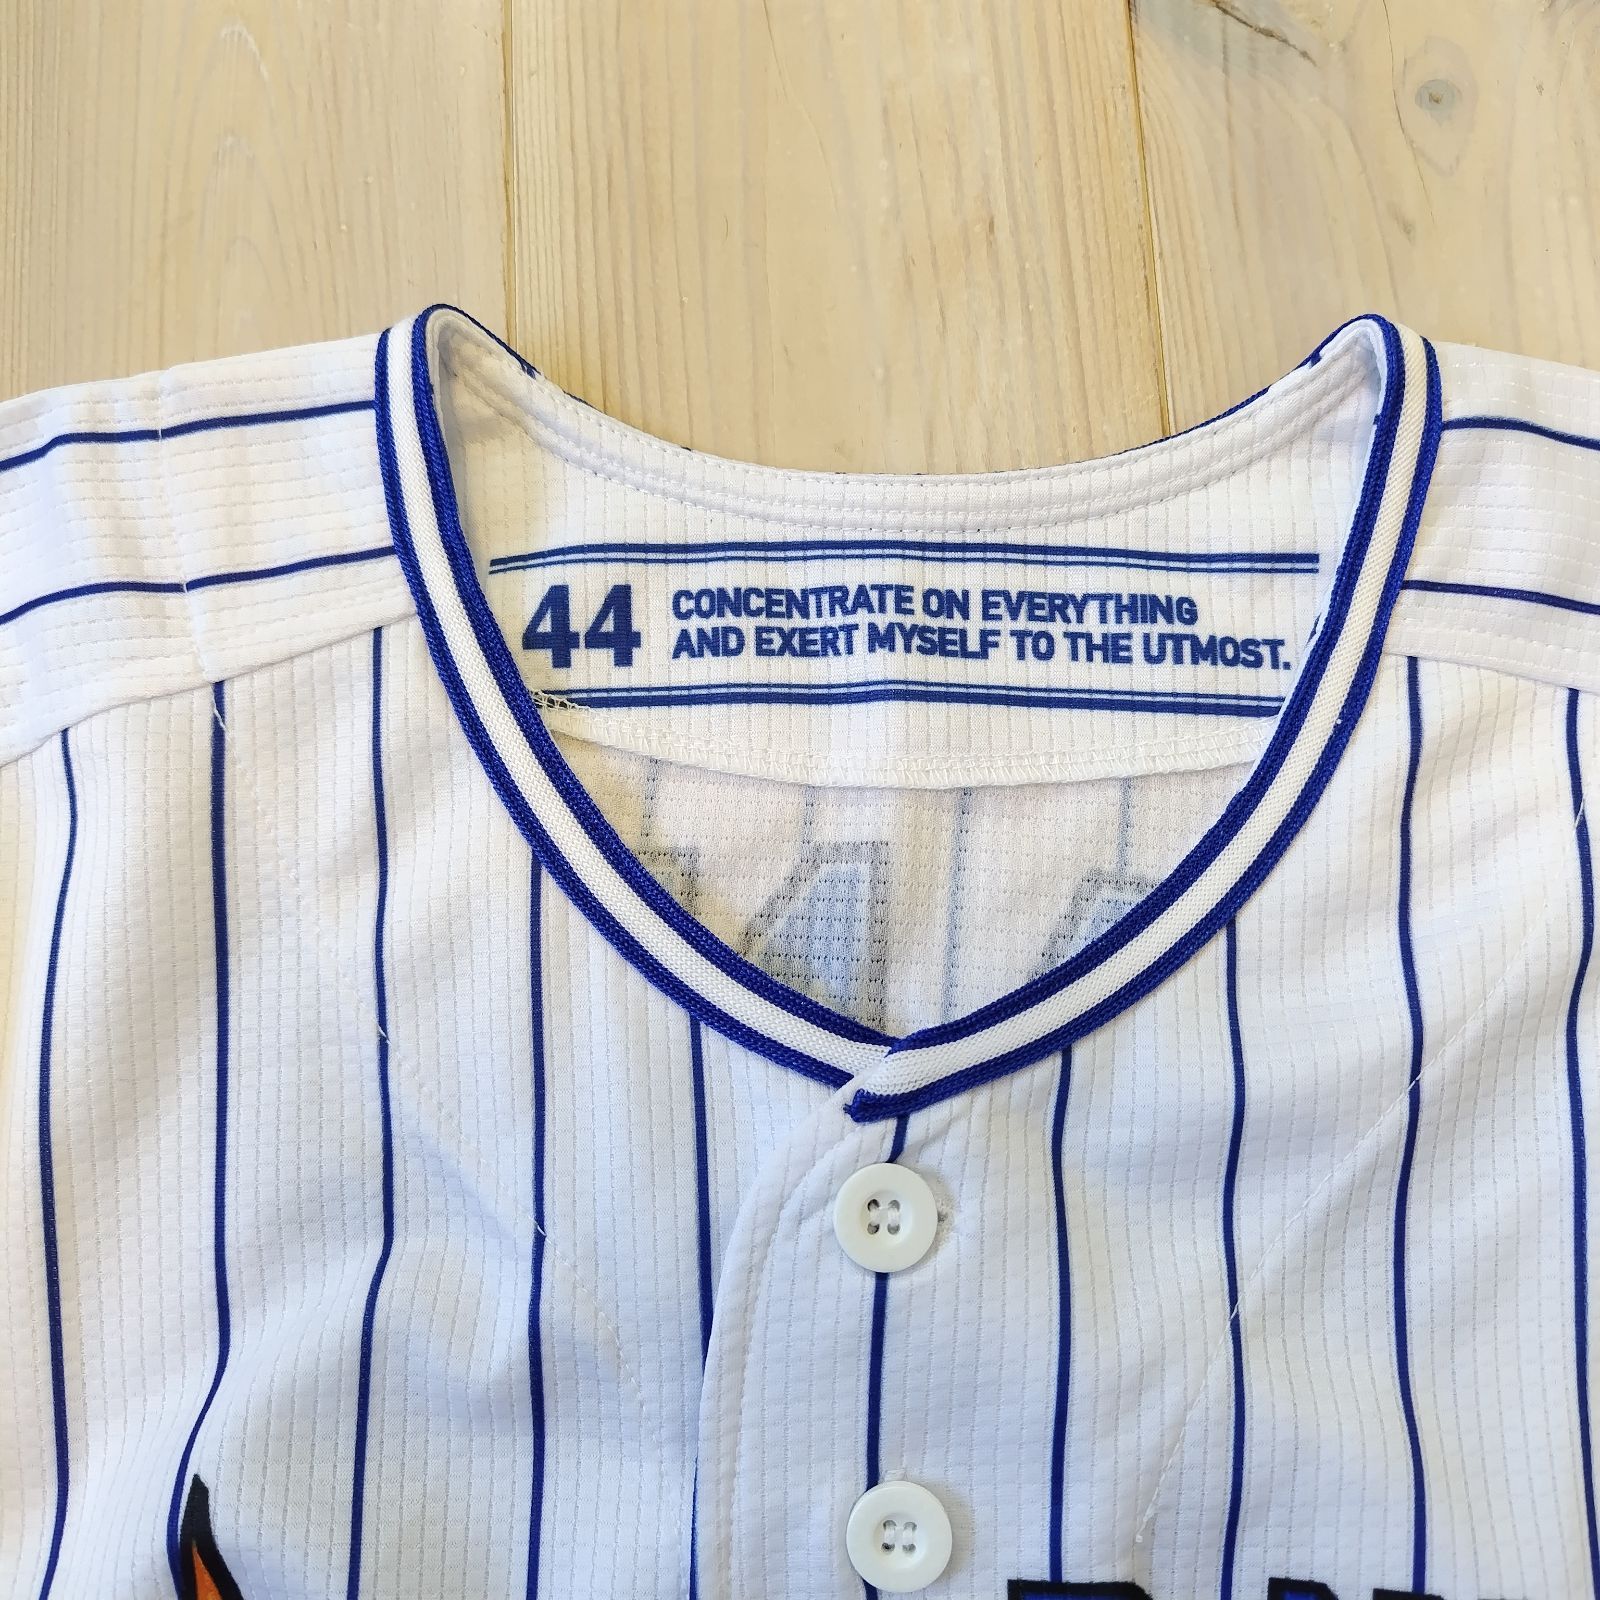 44 CONCENTRATE ON EVERYTHING
AND EXERT MYSELF TO THE UTMOST.